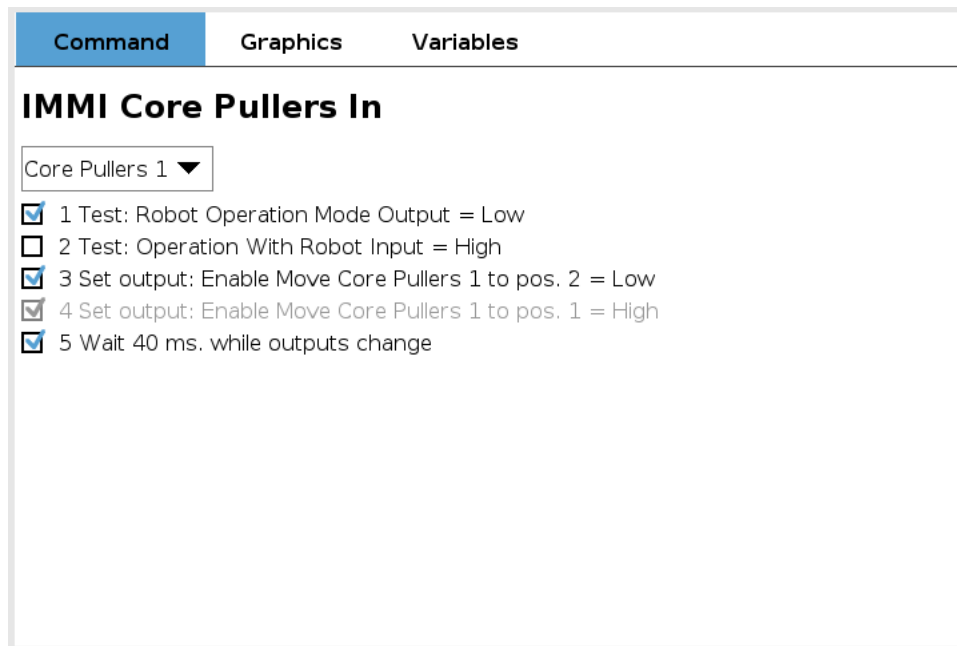 Command Graphics Variables
IMMI Core Pullers In
Core Pullers 1
1 Test: Robot Operation Mode Output = Low
2 Test: Operation With Robot Input = High
3 Set output: Enable Move Core Pullers 1 to pos. 2 = Low
4 Set output: Enable Move Core Pullers 1 to pos. 1 = High
5 Wait 40 ms. while outputs change